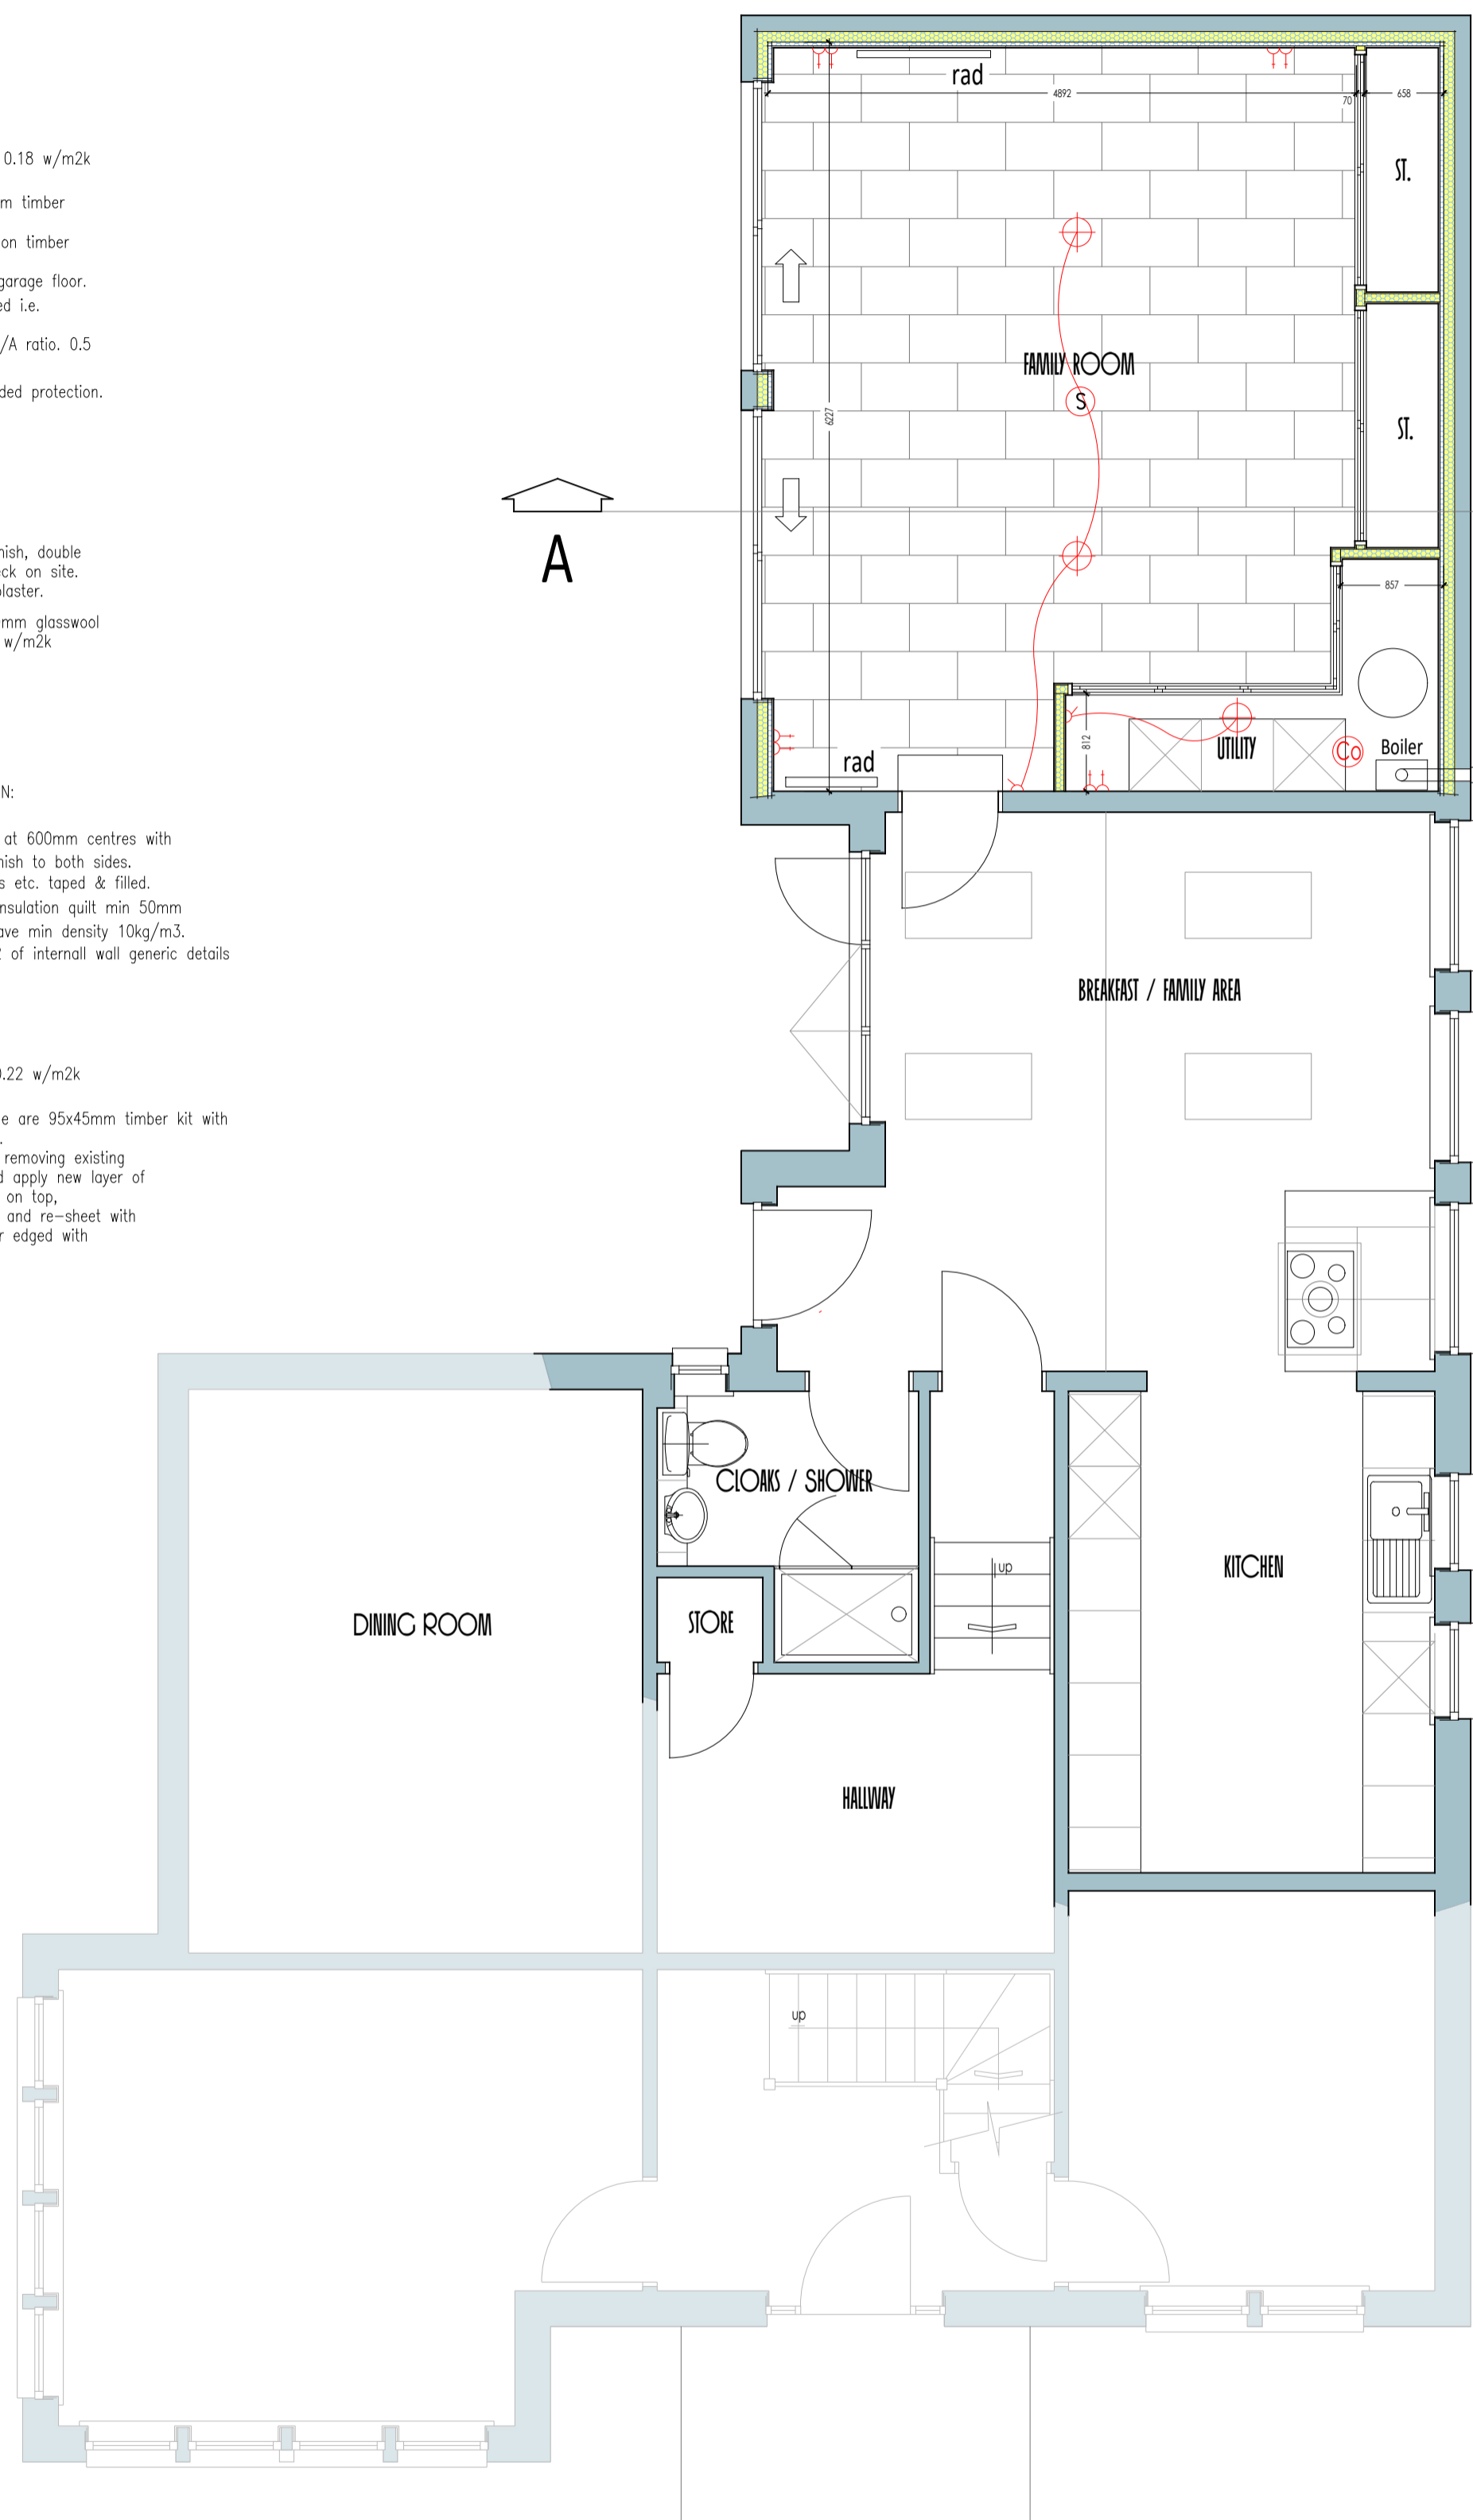 0.18 w/m2k
m timber
on timber
garage floor.
ed i.e.
/A ratio. 0.5
ded protection.
nish, double
eck on site.
plaster.
mm glasswool
w/m2k
N:
at 600mm centres with
nish to both sides.
s etc. taped & filled.
nsulation quilt min 50mm
ave min density 10kg/m3.
of internall wall generic details
0.22 w/m2k
e are 95x45mm timber kit with
removing existing
d apply new layer of
on top,
and re-sheet with
r edged with
A
rad
4892
70
658
ST.
FAMILY ROOM
S
6227
ST.
857
812
UTILITY
Co
Boiler
rad
BREAKFAST / FAMILY AREA
CLOAKS / SHOWER
up
KITCHEN
DINING ROOM
STORE
HALLWAY
up